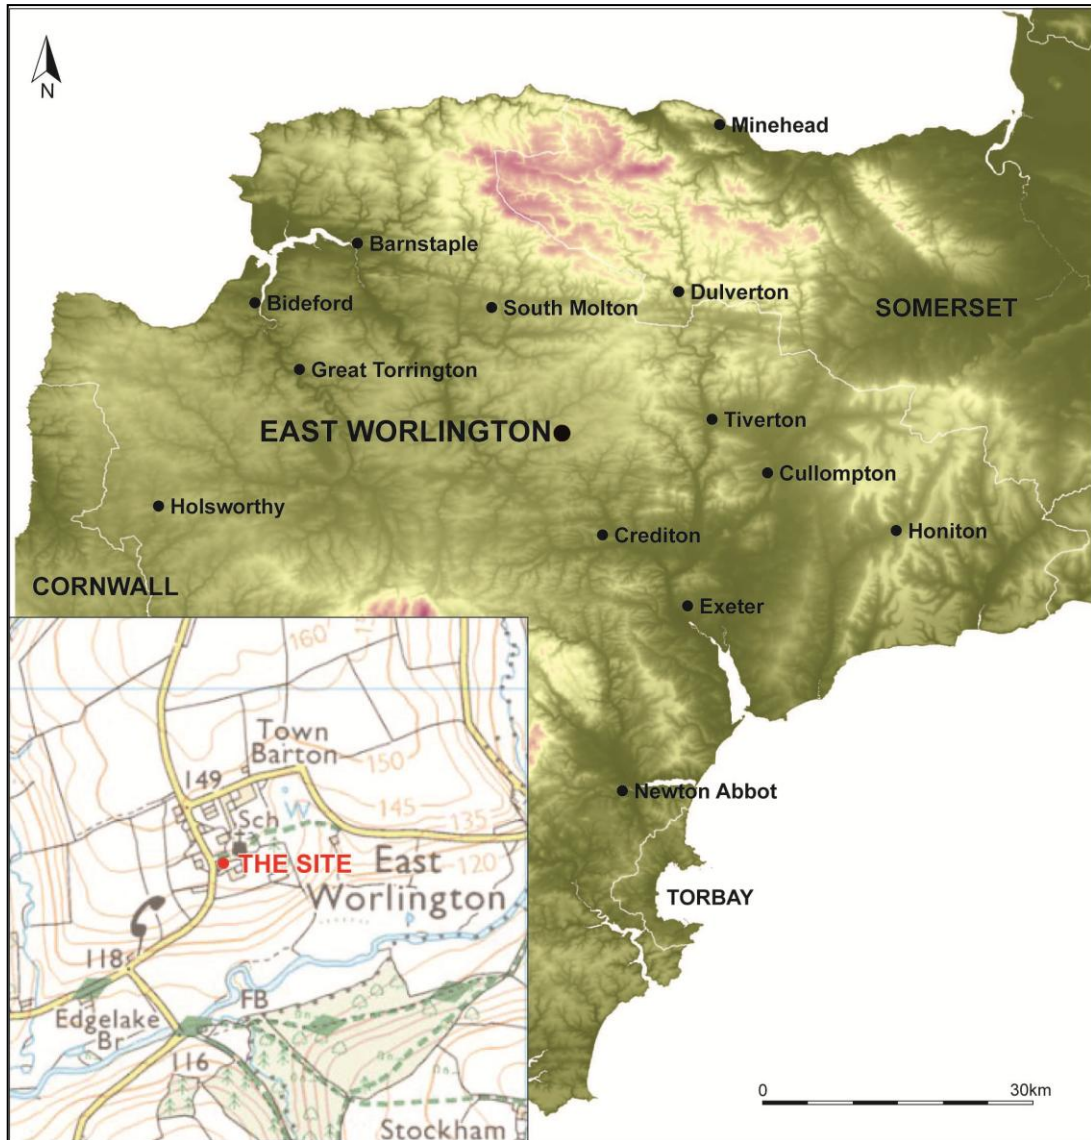 N
Minehead
Barnstaple
Bideford
South Molton
Dulverton
SOMERSET
Great Torrington
EAST WORLINGTON
Tiverton
Cullompton
Holsworthy
Crediton
Honiton
CORNWALL
Exeter
Newton Abbot
TORBAY
0 30km
160
Town
Barton
150
149
145
135
Sch
W
THE SITE
120
East
Worlington
118
FB
Edgelake
Br
116
Stockham